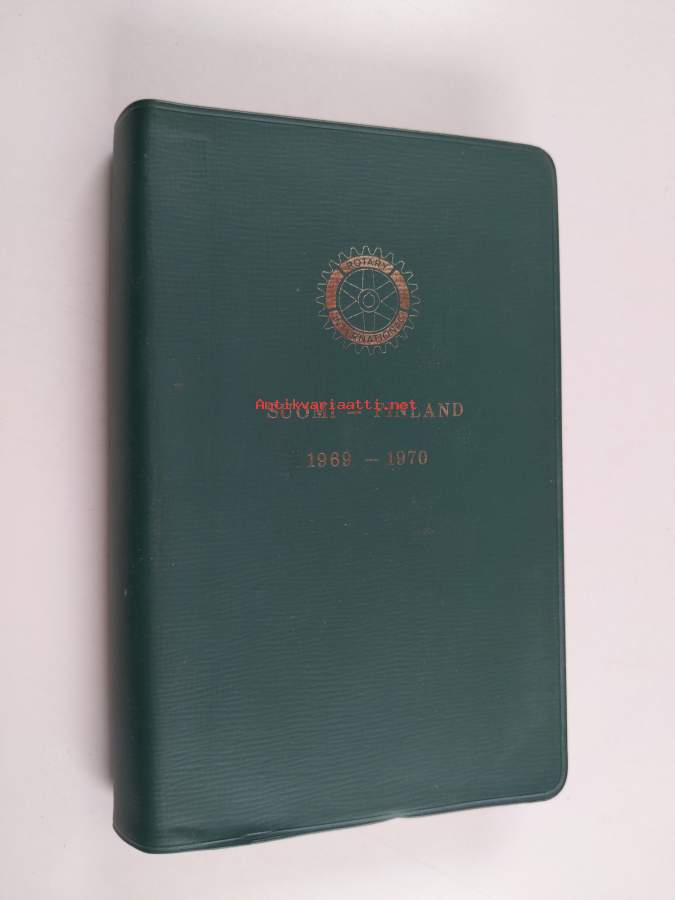 ROTARY
INTERNATIONAL
Antikvariaatti.net
SUOMI — FINLAND
1969 — 1970